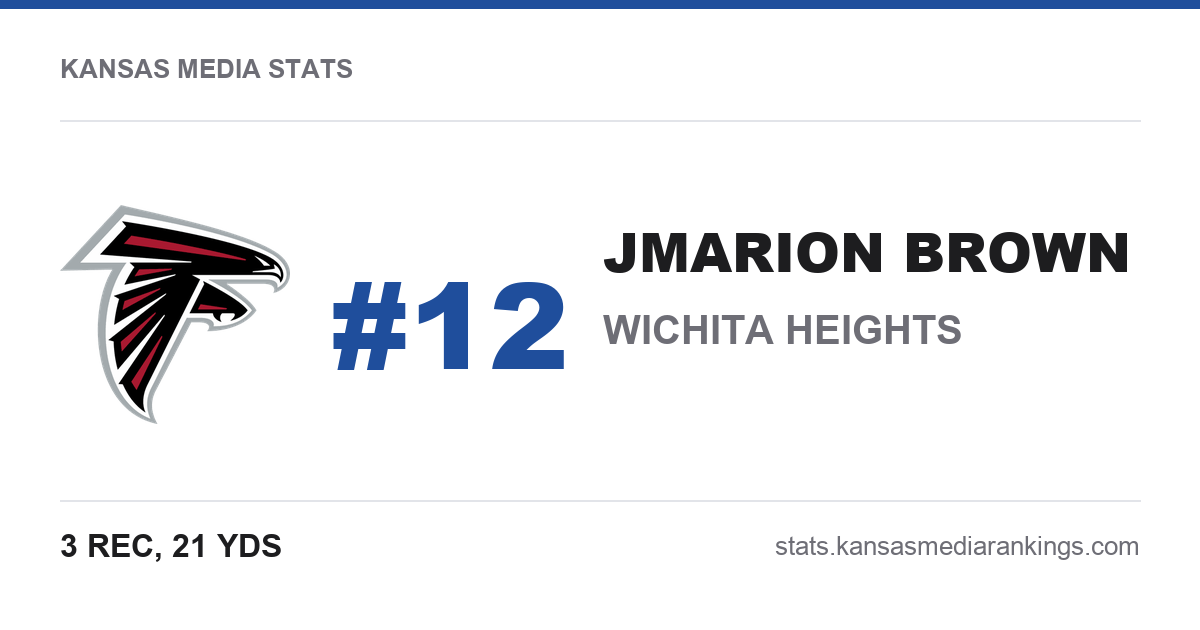 KANSAS MEDIA STATS
#12
JMARION BROWN
WICHITA HEIGHTS
3 REC, 21 YDS
stats.kansasmediarankings.com